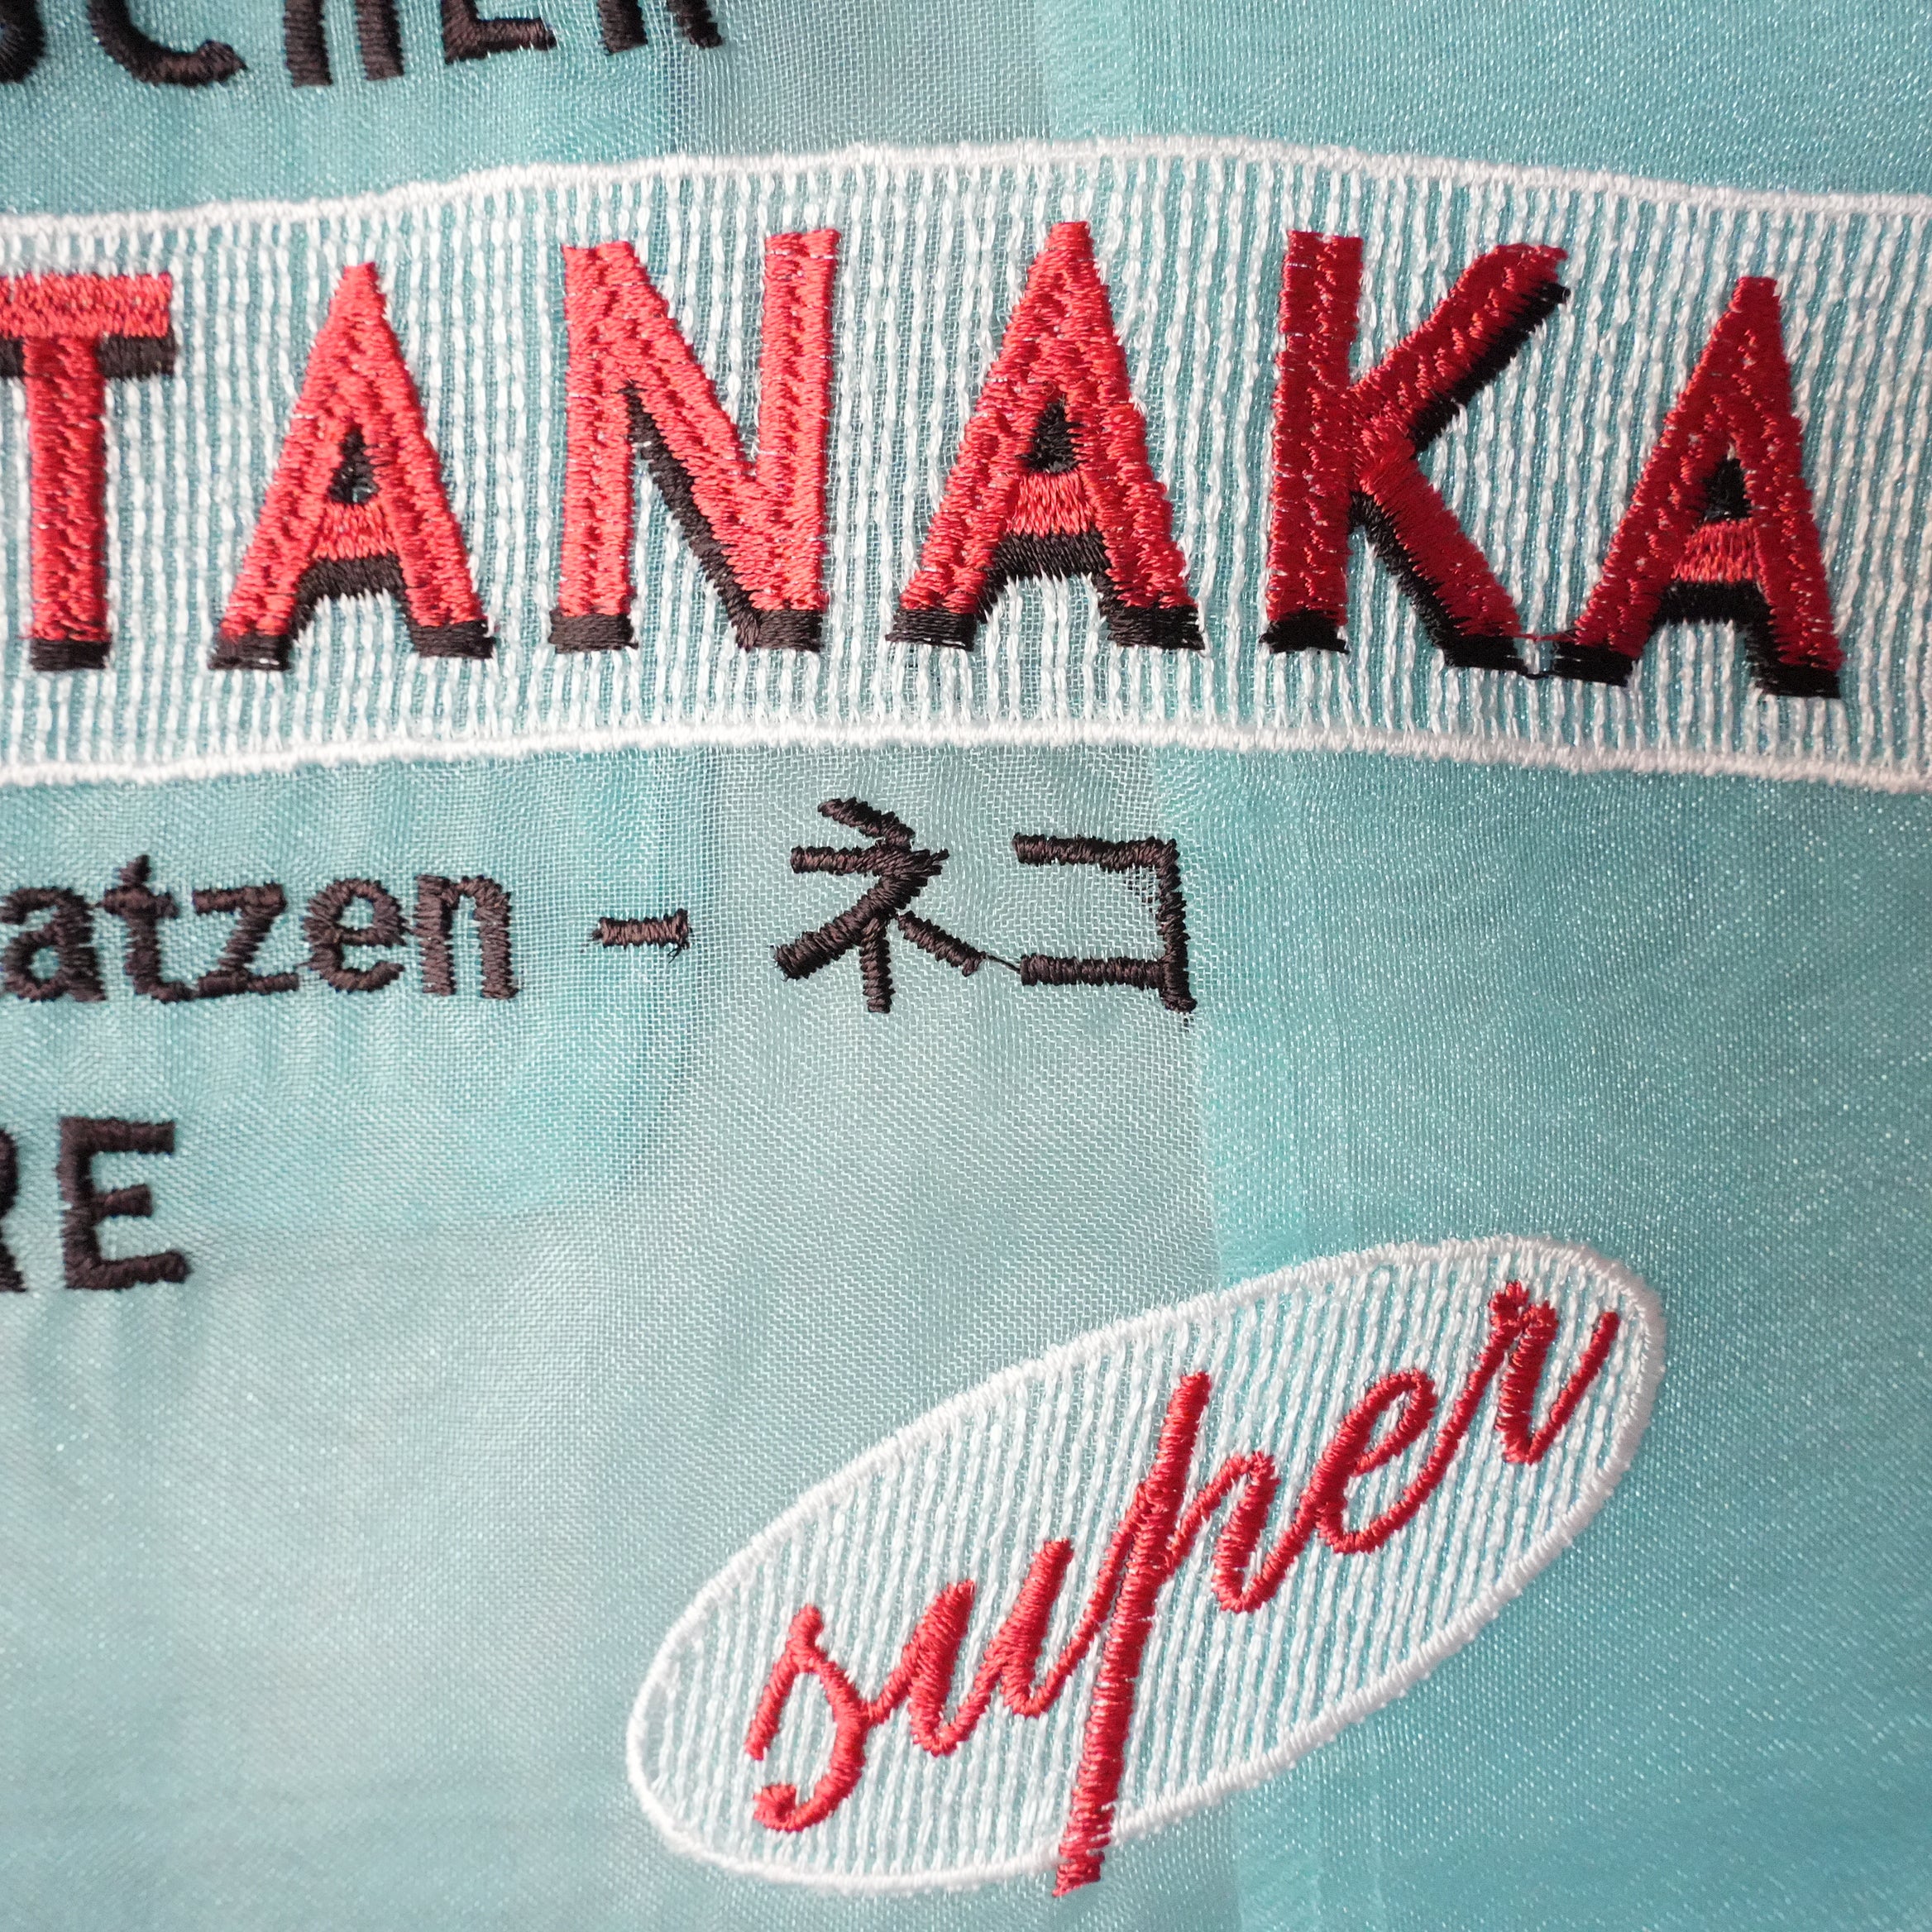 TANAKA
atzen - ネコ
RE
super